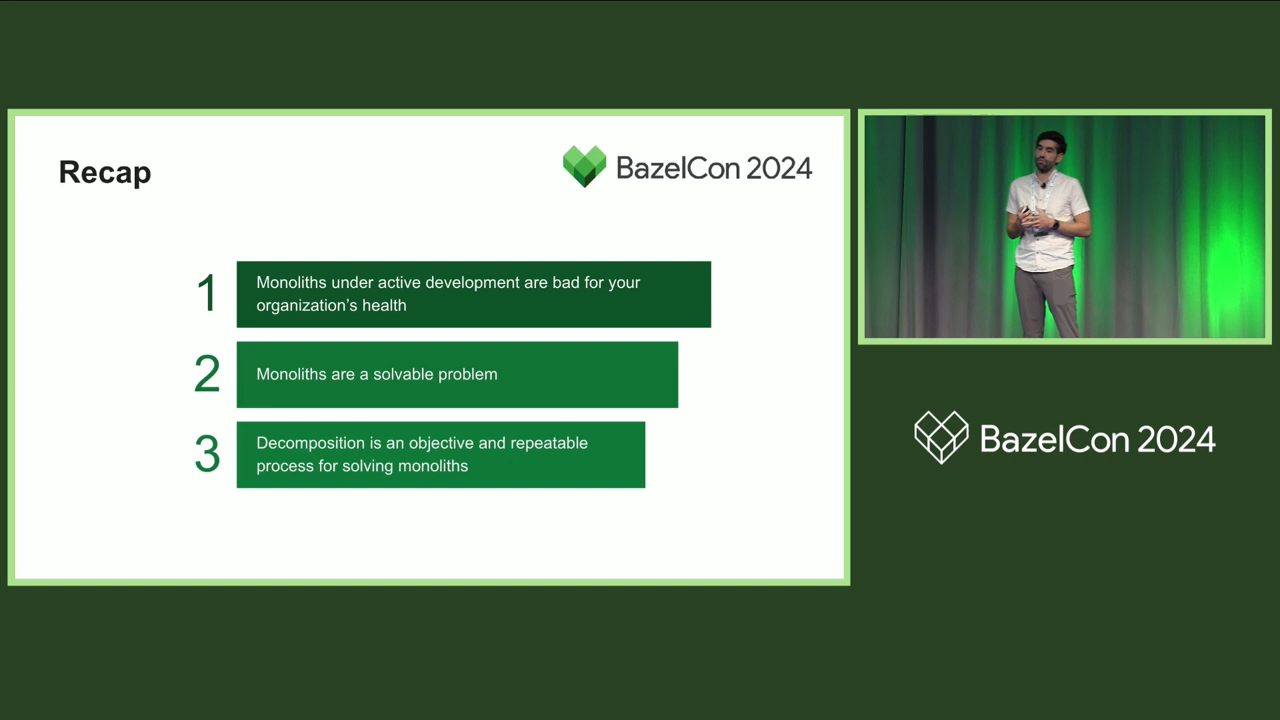 Recap
BazelCon 2024
1
Monoliths under active development are bad for your
organization's health
2
Monoliths are a solvable problem
3
Decomposition is an objective and repeatable
process for solving monoliths
BazelCon 2024